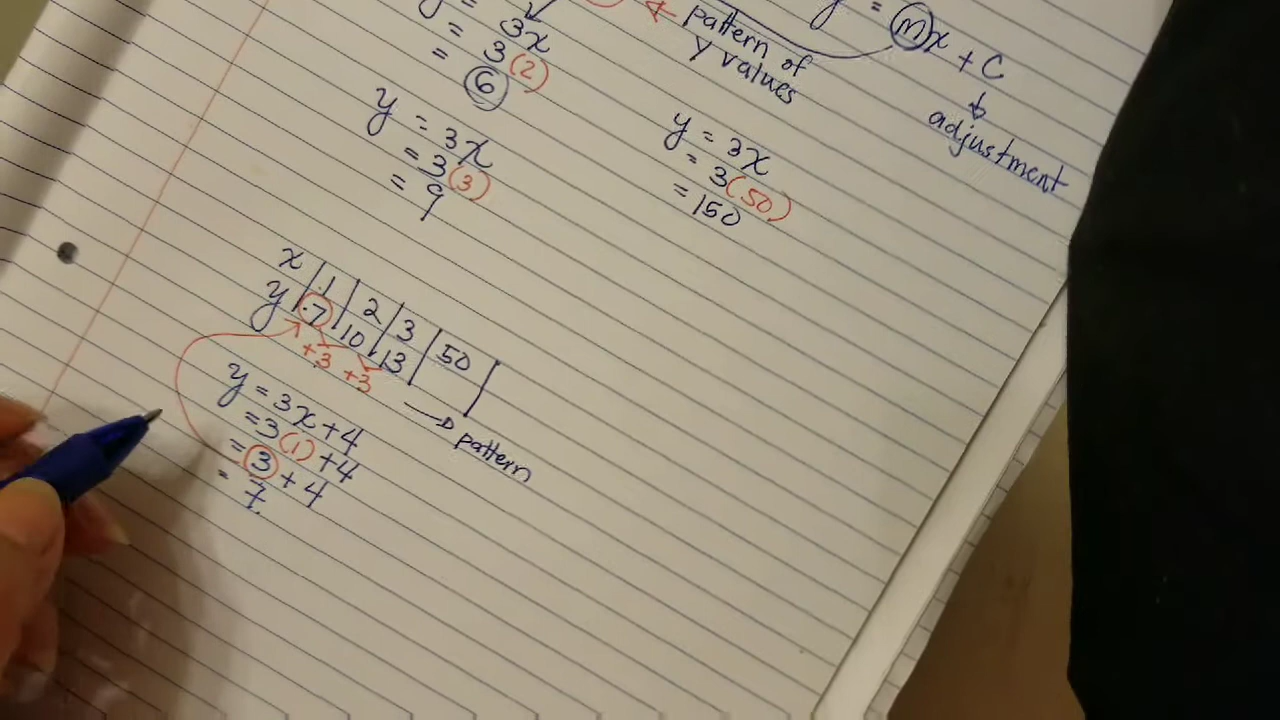 y = 3x
= 3(2)
= 6
pattern of
Y values
y = mx + C
adjustment
y = 3x
= 3(3)
= 9
y = 3x
= 3(50)
= 150
x | 1 | 2 | 3 | 50 |
y | 7 | 10 | 13 |
+3 +3
→ pattern
y = 3x + 4
= 3(1) + 4
= 3 + 4
= 7